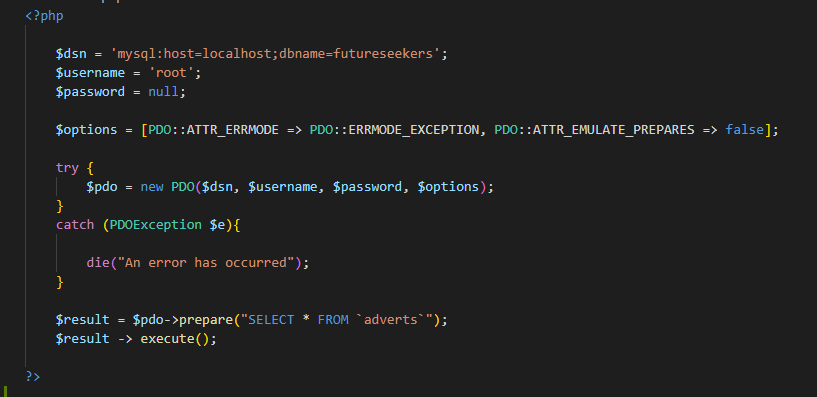 <?php
$dsn = 'mysql:host=localhost;dbname=futureseekers';
$username = 'root';
$password = null;
$options = [PDO::ATTR_ERRMODE => PDO::ERRMODE_EXCEPTION, PDO::ATTR_EMULATE_PREPARES => false];
try {
$pdo = new PDO($dsn, $username, $password, $options);
}
catch (PDOException $e){
die("An error has occurred");
}
$result = $pdo->prepare("SELECT * FROM `adverts`");
$result -> execute();
?>